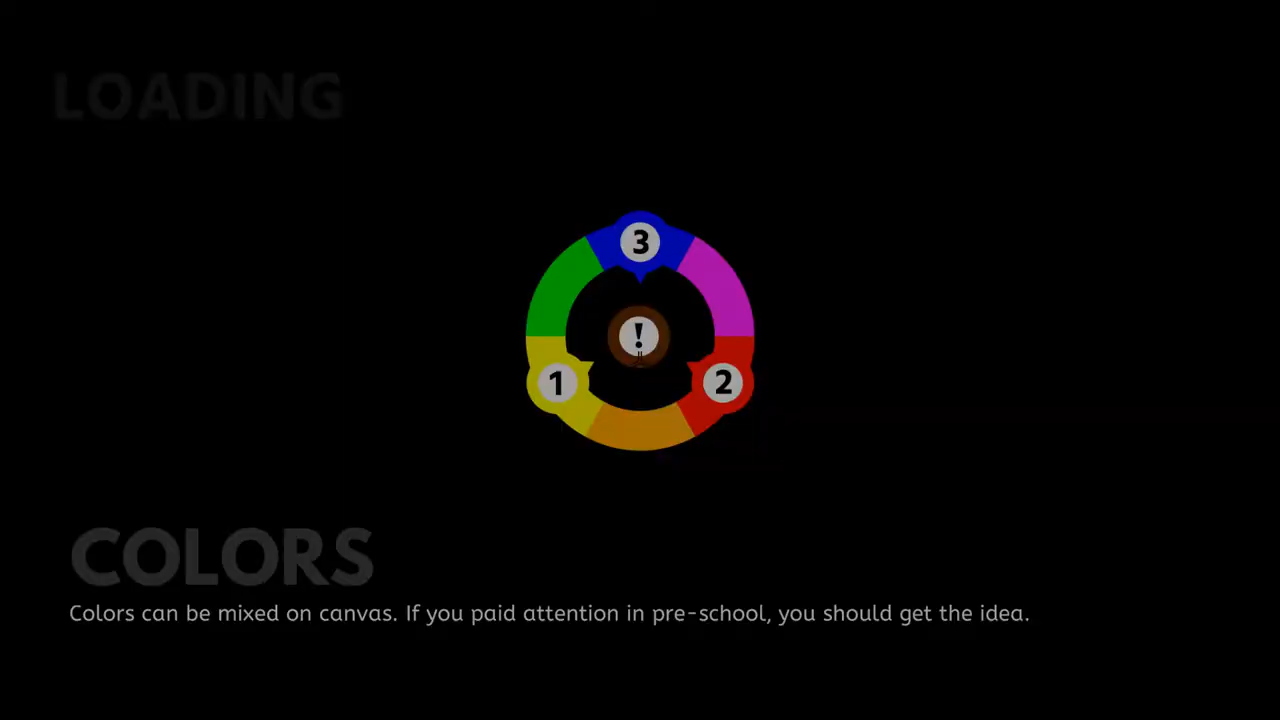 LOADING
3
!
1
2
COLORS
Colors can be mixed on canvas. If you paid attention in pre-school, you should get the idea.